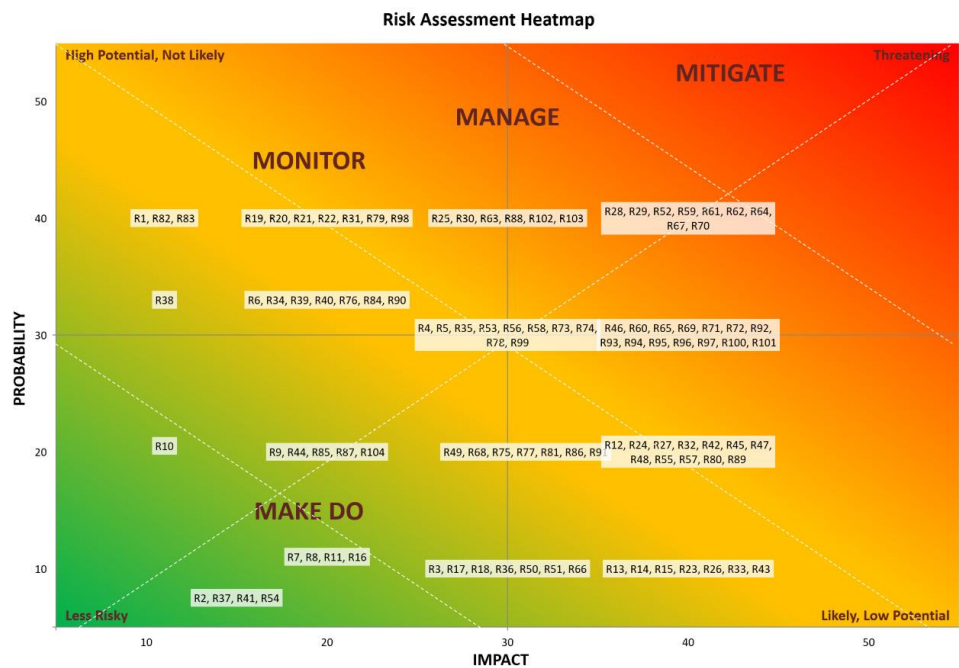 Risk Assessment Heatmap
High Potential, Not Likely
Threatening
MITIGATE
MANAGE
MONITOR
50
40
R1, R82, R83
R19, R20, R21, R22, R31, R79, R98
R25, R30, R63, R88, R102, R103
R28, R29, R52, R59, R61, R62, R64,
R67, R70
R38
R6, R34, R39, R40, R76, R84, R90
30
R4, R5, R35, R53, R56, R58, R73, R74,
R78, R99
R46, R60, R65, R69, R71, R72, R92,
R93, R94, R95, R96, R97, R100, R101
PROBABILITY
20
R10
R9, R44, R85, R87, R104
R49, R68, R75, R77, R81, R86, R91
R12, R24, R27, R32, R42, R45, R47,
R48, R55, R57, R80, R89
MAKE DO
R7, R8, R11, R16
10
R3, R17, R18, R36, R50, R51, R66
R13, R14, R15, R23, R26, R33, R43
R2, R37, R41, R54
Less Risky
Likely, Low Potential
10
20
30
40
50
IMPACT